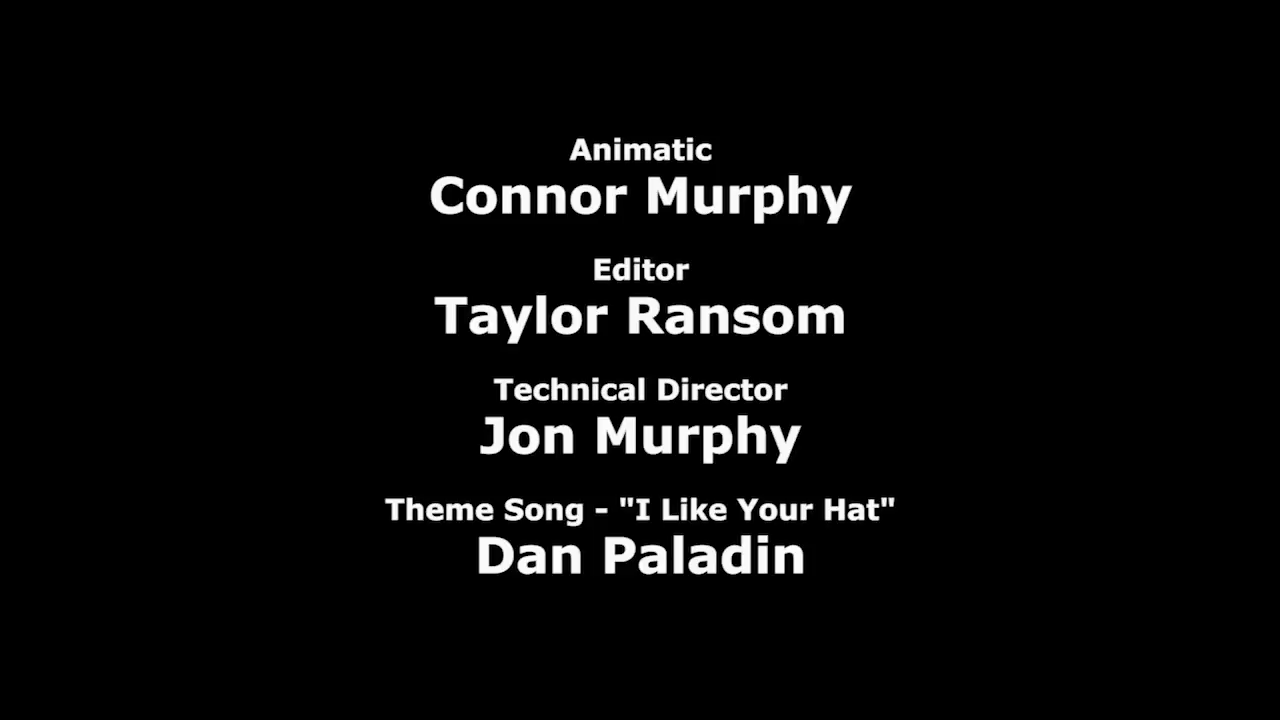 Animatic
Connor Murphy
Editor
Taylor Ransom
Technical Director
Jon Murphy
Theme Song - "I Like Your Hat"
Dan Paladin